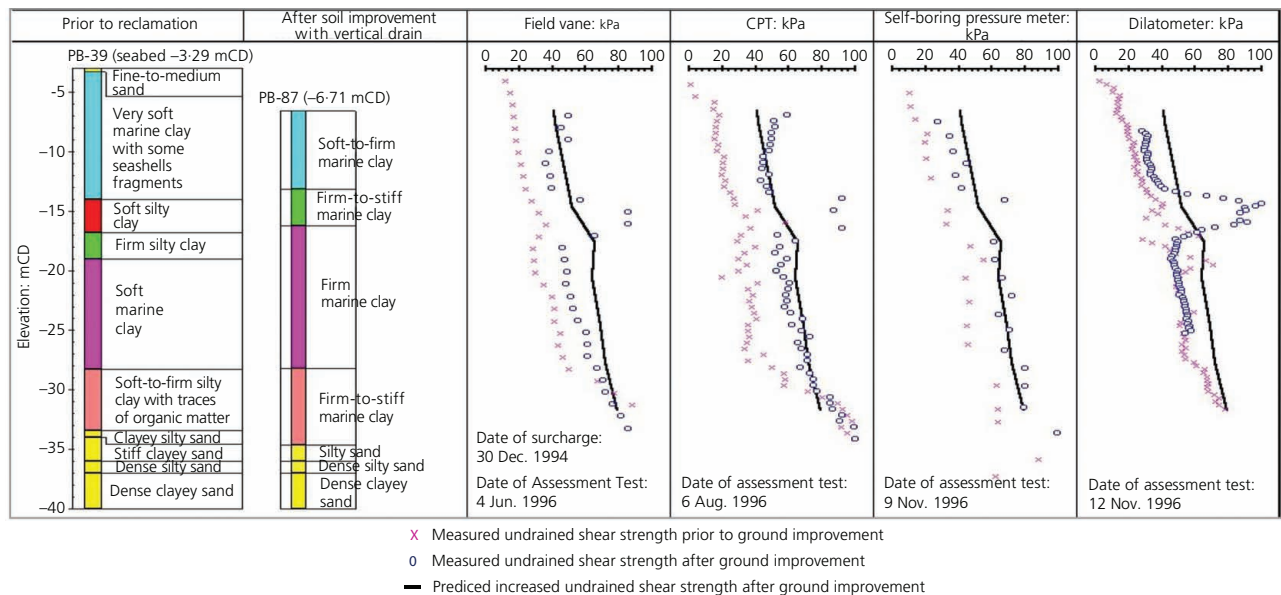 Prior to reclamation
After soil improvement
with vertical drain
Field vane: kPa
CPT: kPa
Self-boring pressure meter:
kPa
Dilatometer: kPa
PB-39 (seabed –3·29 mCD)
Elevation: mCD
–5
–10
–15
–20
–25
–30
–35
–40
Fine-to-medium
sand
Very soft
marine clay
with some
seashells
fragments
Soft silty
clay
Firm silty clay
Soft
marine
clay
Soft-to-firm silty
clay with traces
of organic matter
Clayey silty sand
Stiff clayey sand
Dense silty sand
Dense clayey sand
PB-87 (–6·71 mCD)
Soft-to-firm
marine clay
Firm-to-stiff
marine clay
Firm
marine clay
Firm-to-stiff
marine clay
Silty sand
Dense silty sand
Dense clayey
sand
0 20 40 60 80 100
Date of surcharge:
30 Dec. 1994
Date of Assessment Test:
4 Jun. 1996
0 20 40 60 80 100
Date of assessment test:
6 Aug. 1996
0 20 40 60 80 100
Date of assessment test:
9 Nov. 1996
0 20 40 60 80 100
Date of assessment test:
12 Nov. 1996
X Measured undrained shear strength prior to ground improvement
0 Measured undrained shear strength after ground improvement
Prediced increased undrained shear strength after ground improvement